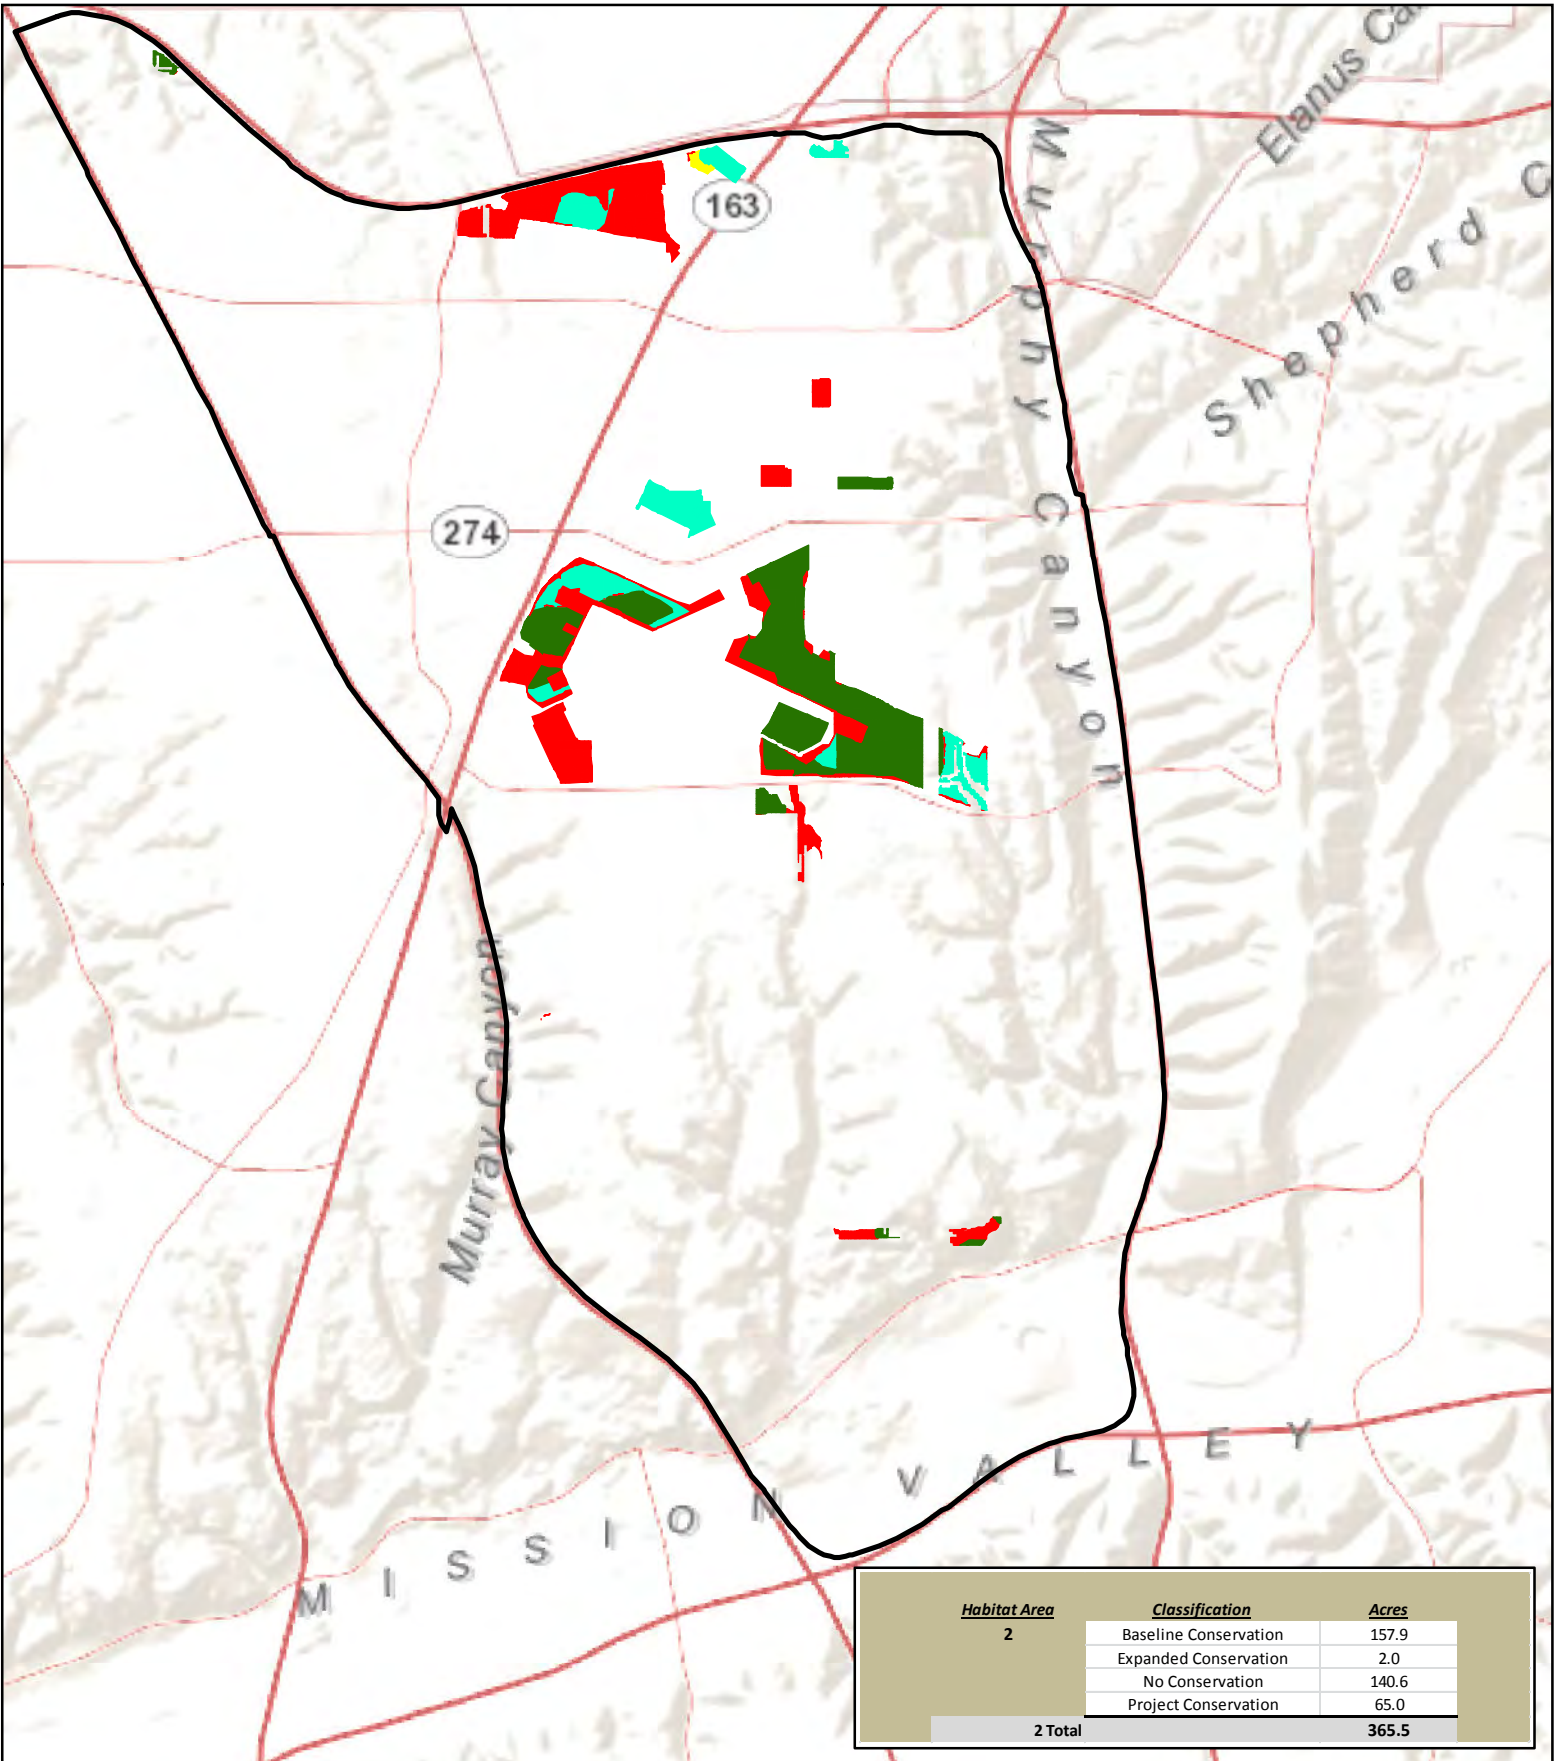 Elanus Ca
Murphy Canyon
Shepherd C
163
274
Murray Canyon
MISSION VALLEY
Habitat Area Classification Acres
2 Baseline Conservation 157.9
Expanded Conservation 2.0
No Conservation 140.6
Project Conservation 65.0
2 Total 365.5